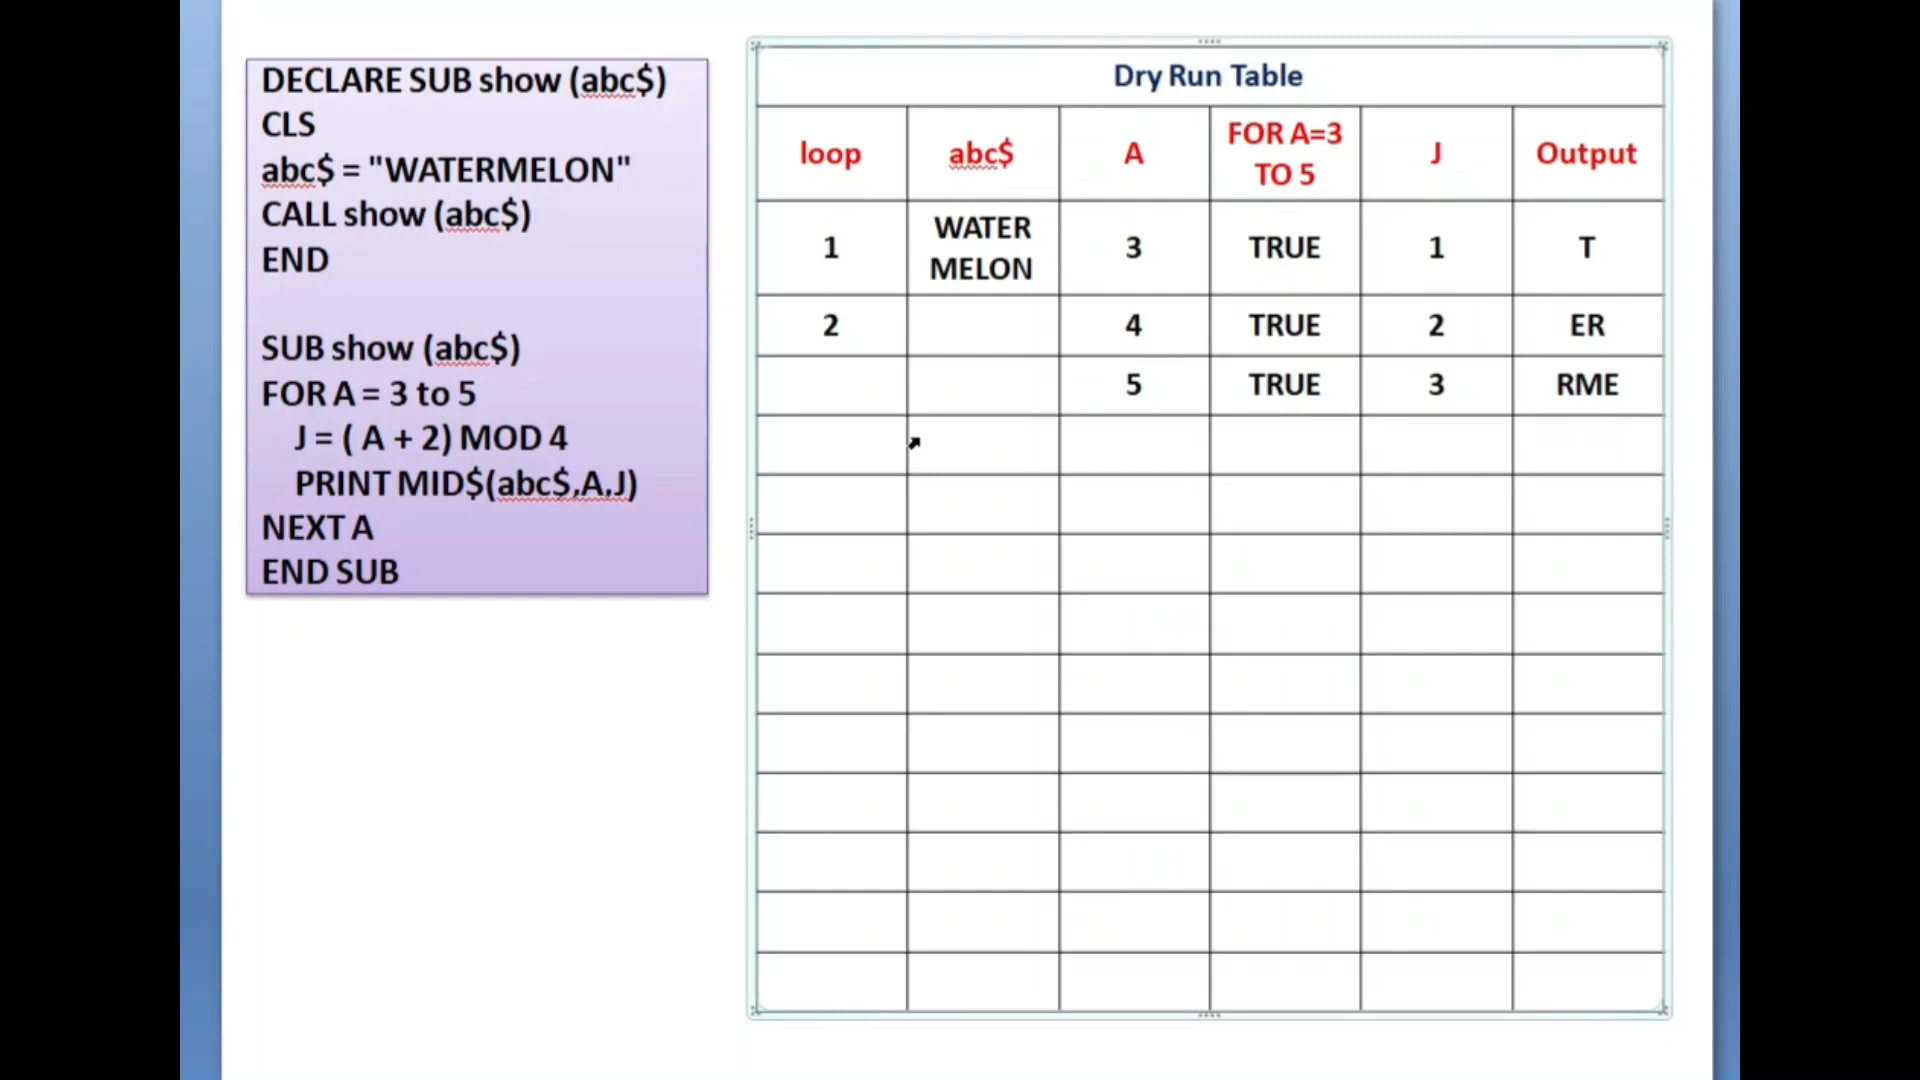 DECLARE SUB show (abc$)
CLS
abc$ = "WATERMELON"
CALL show (abc$)
END
SUB show (abc$)
FOR A = 3 to 5
J = ( A + 2) MOD 4
PRINT MID$(abc$,A,J)
NEXT A
END SUB
Dry Run Table
loop abc$ A FOR A=3 TO 5 J Output
1 WATER MELON 3 TRUE 1 T
2 4 TRUE 2 ER
5 TRUE 3 RME